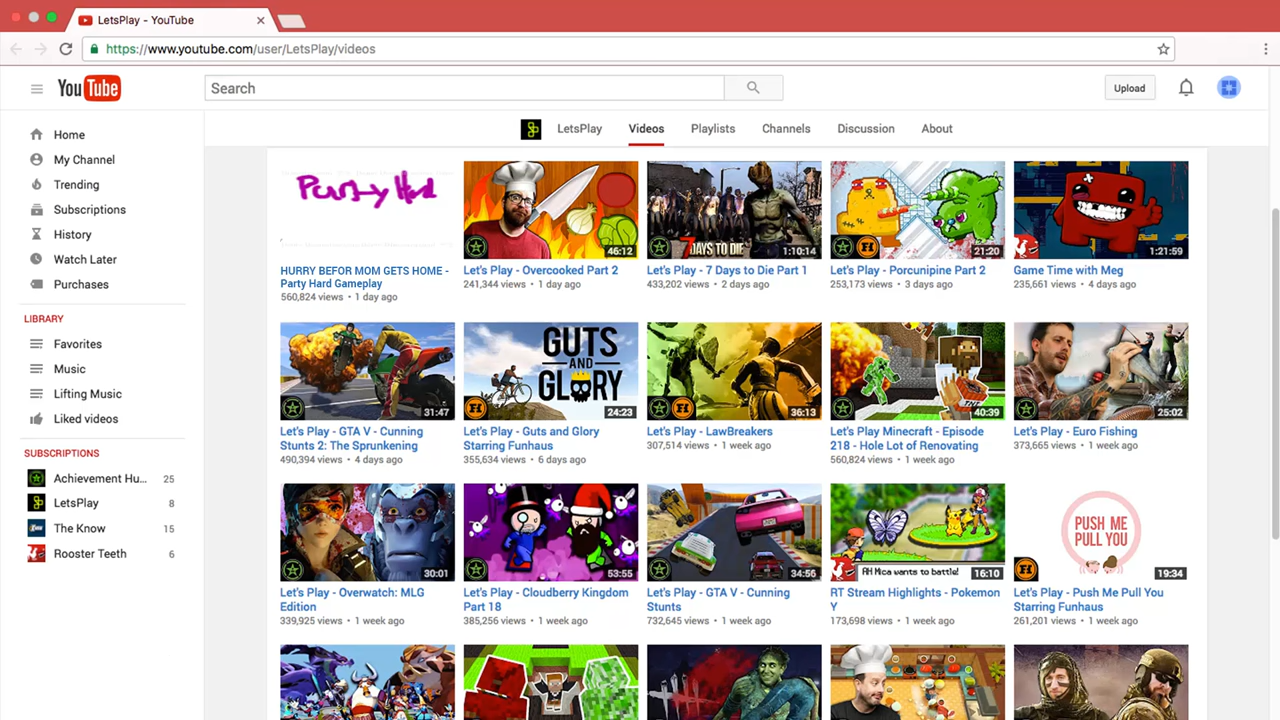 LetsPlay - YouTube
https://www.youtube.com/user/LetsPlay/videos
YouTube
Search
Upload
LetsPlay Videos Playlists Channels Discussion About
Home
My Channel
Trending
Subscriptions
History
Watch Later
Purchases
LIBRARY
Favorites
Music
Lifting Music
Liked videos
SUBSCRIPTIONS
Achievement Hu... 25
LetsPlay 8
The Know 15
Rooster Teeth 6
Party Hard
HURRY BEFOR MOM GETS HOME -
Party Hard Gameplay
560,824 views • 1 day ago
46:12
Let's Play - Overcooked Part 2
241,344 views • 1 day ago
7 DAYS TO DIE
1:10:14
Let's Play - 7 Days to Die Part 1
433,202 views • 2 days ago
21:20
Let's Play - Porcunipine Part 2
253,173 views • 3 days ago
1:21:59
Game Time with Meg
235,661 views • 4 days ago
31:47
Let's Play - GTA V - Cunning
Stunts 2: The Sprunkening
490,394 views • 4 days ago
GUTS
AND
GLORY
24:23
Let's Play - Guts and Glory
Starring Funhaus
355,634 views • 6 days ago
36:13
Let's Play - LawBreakers
307,514 views • 1 week ago
TNT
40:39
Let's Play Minecraft - Episode
218 - Hole Lot of Renovating
560,824 views • 1 week ago
25:02
Let's Play - Euro Fishing
373,665 views • 1 week ago
30:01
Let's Play - Overwatch: MLG
Edition
339,925 views • 1 week ago
53:55
Let's Play - Cloudberry Kingdom
Part 18
385,256 views • 1 week ago
34:56
Let's Play - GTA V - Cunning
Stunts
732,645 views • 1 week ago
RH Mica wants to battle!
16:10
RT Stream Highlights - Pokemon
Y
173,698 views • 1 week ago
PUSH ME
PULL YOU
19:34
Let's Play - Push Me Pull You
Starring Funhaus
261,201 views • 1 week ago